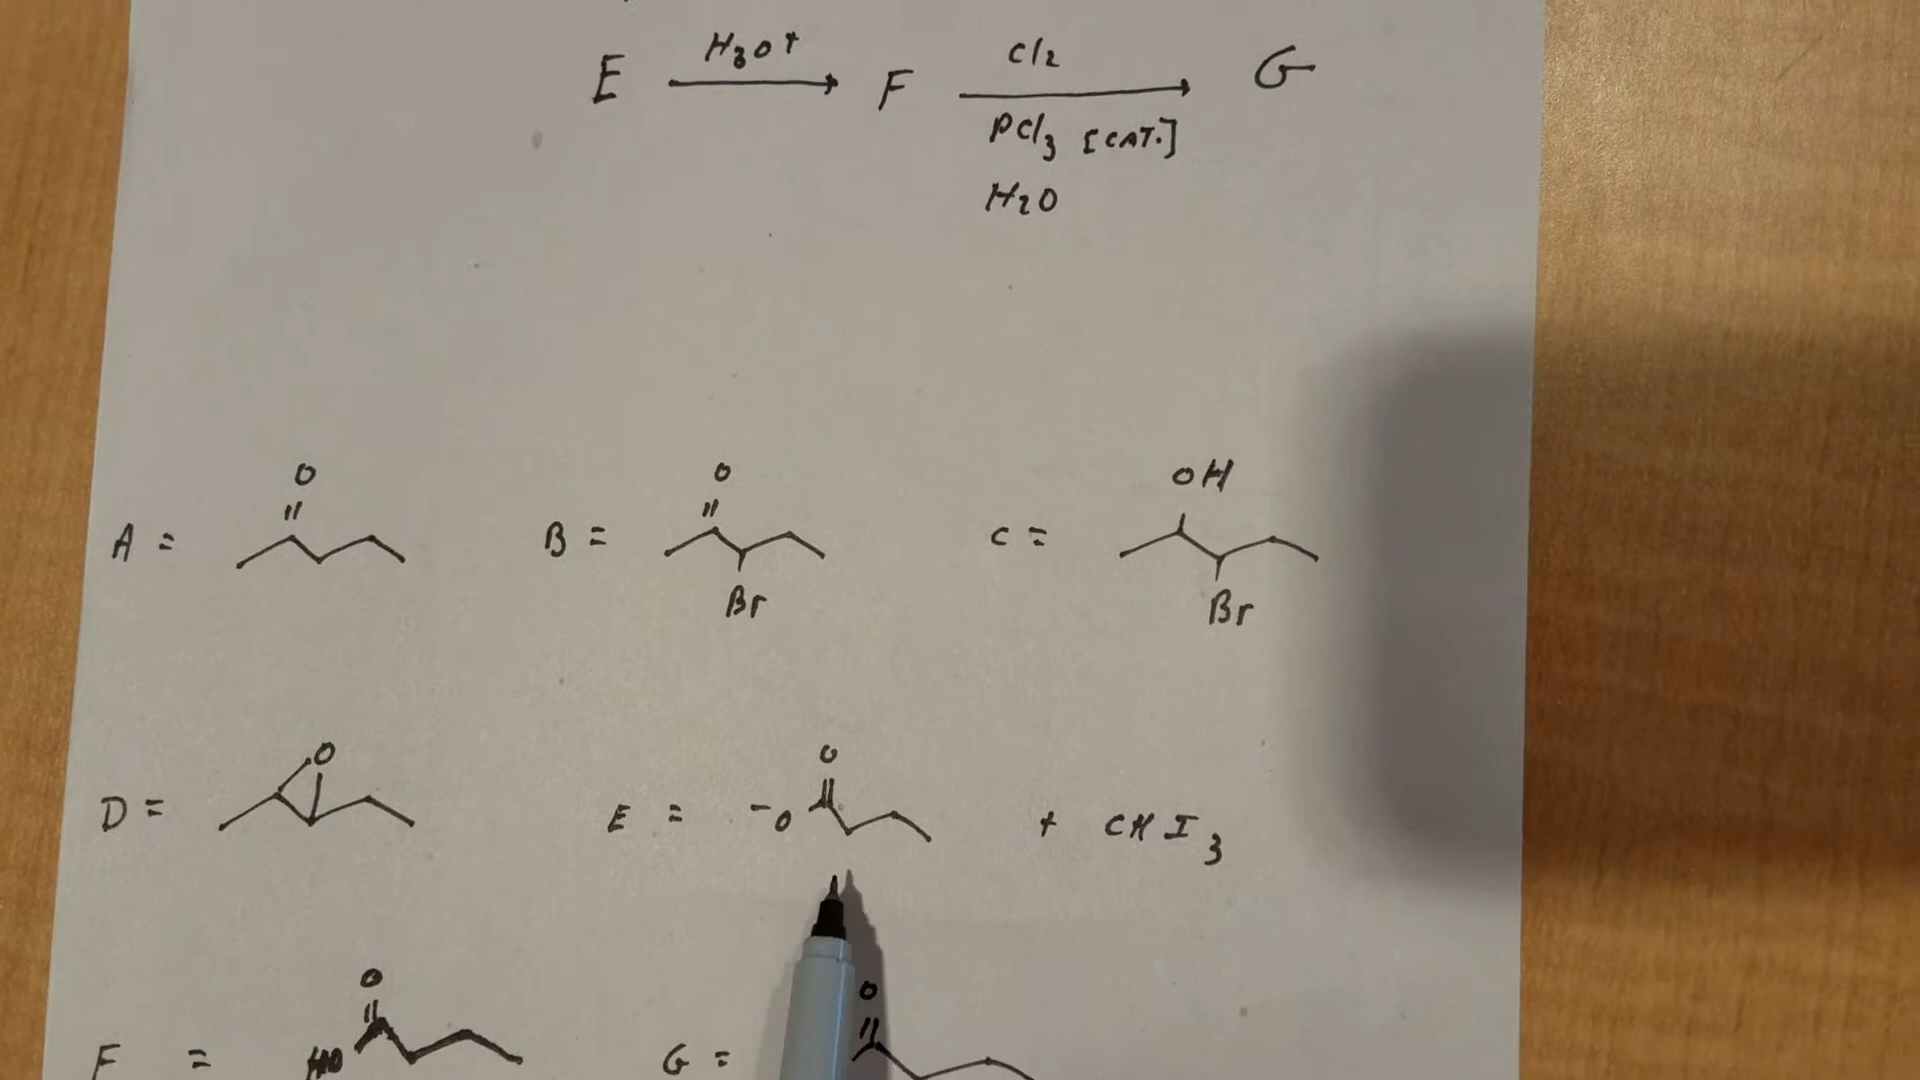 E H3O+ F Cl2 G
PCl3 [CAT.]
H2O
O O OH
A = B = C =
Br Br
O O
D = E = -O + CHI3
O O
F = HO G =